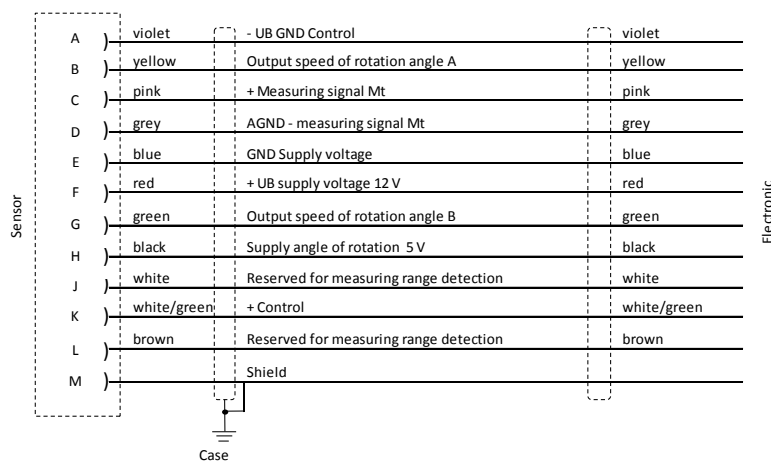 A violet - UB GND Control violet
B yellow Output speed of rotation angle A yellow
C pink + Measuring signal Mt pink
D grey AGND - measuring signal Mt grey
E blue GND Supply voltage blue
F red + UB supply voltage 12 V red
G green Output speed of rotation angle B green
H black Supply angle of rotation 5 V black
J white Reserved for measuring range detection white
K white/green + Control white/green
L brown Reserved for measuring range detection brown
M Shield
Sensor
Electronic
Case